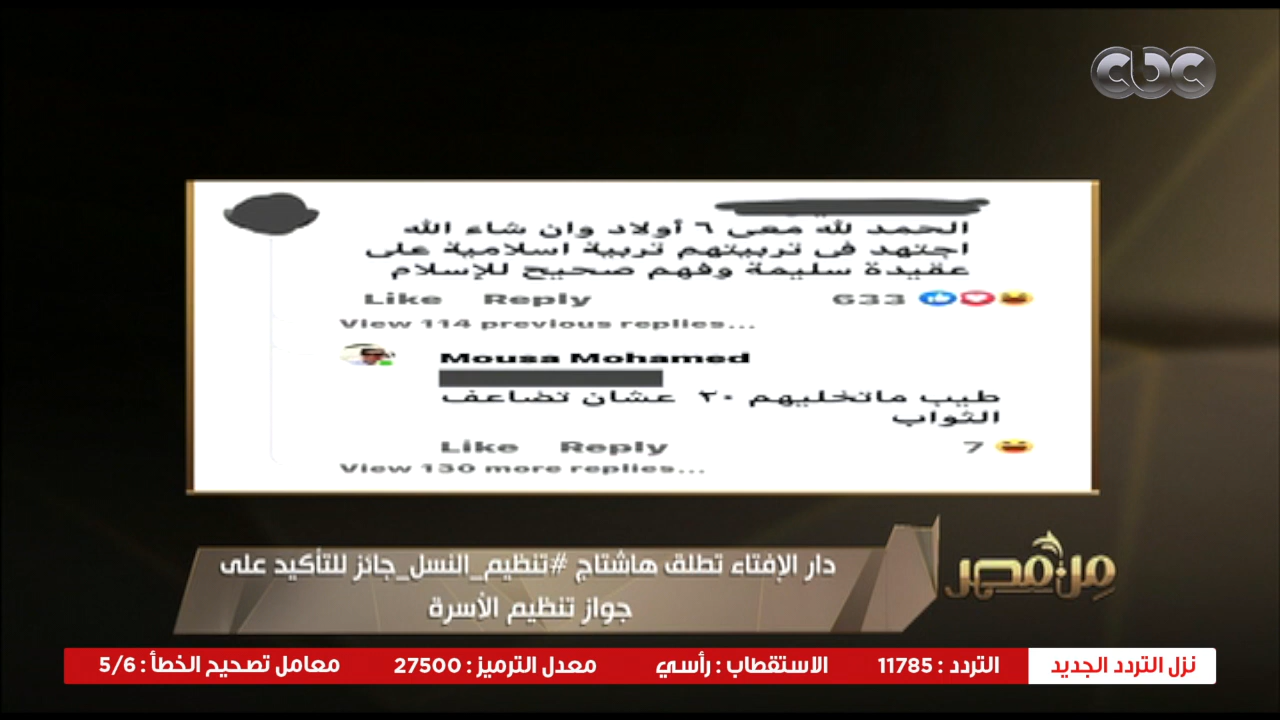 cbc
الحمد لله معى ٦ أولاد وان شاء الله
اجتهد فى تربيتهم تربية اسلامية على
عقيدة سليمة وفهم صحيح للإسلام
Like Reply 633
View 114 previous replies...
Mousa Mohamed
طيب ماتخليهم ٢٠ عشان تضاعف
الثواب
Like Reply 7
View 130 more replies...
من مصر
دار الإفتاء تطلق هاشتاج #تنظيم_النسل_جائز للتأكيد على
جواز تنظيم الأسرة
نزل التردد الجديد التردد : 11785 الاستقطاب : رأسي معدل الترميز : 27500 معامل تصحيح الخطأ : 5/6